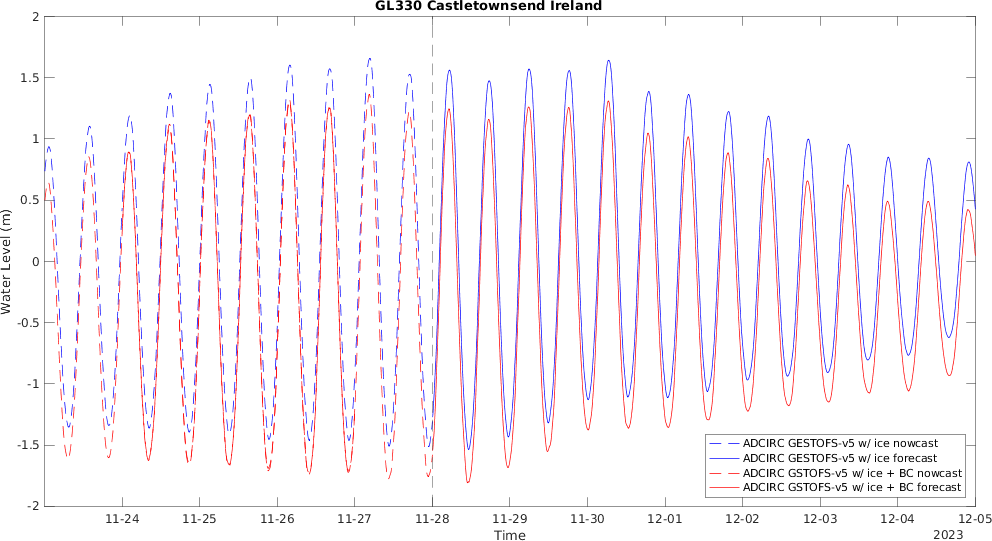 GL330 Castletownsend Ireland
Water Level (m)
2
1.5
1
0.5
0
-0.5
-1
-1.5
-2
11-24 11-25 11-26 11-27 11-28 11-29 11-30 12-01 12-02 12-03 12-04 12-05
Time
2023
ADCIRC GESTOFS-v5 w/ ice nowcast
ADCIRC GESTOFS-v5 w/ ice forecast
ADCIRC GSTOFS-v5 w/ ice + BC nowcast
ADCIRC GSTOFS-v5 w/ ice + BC forecast